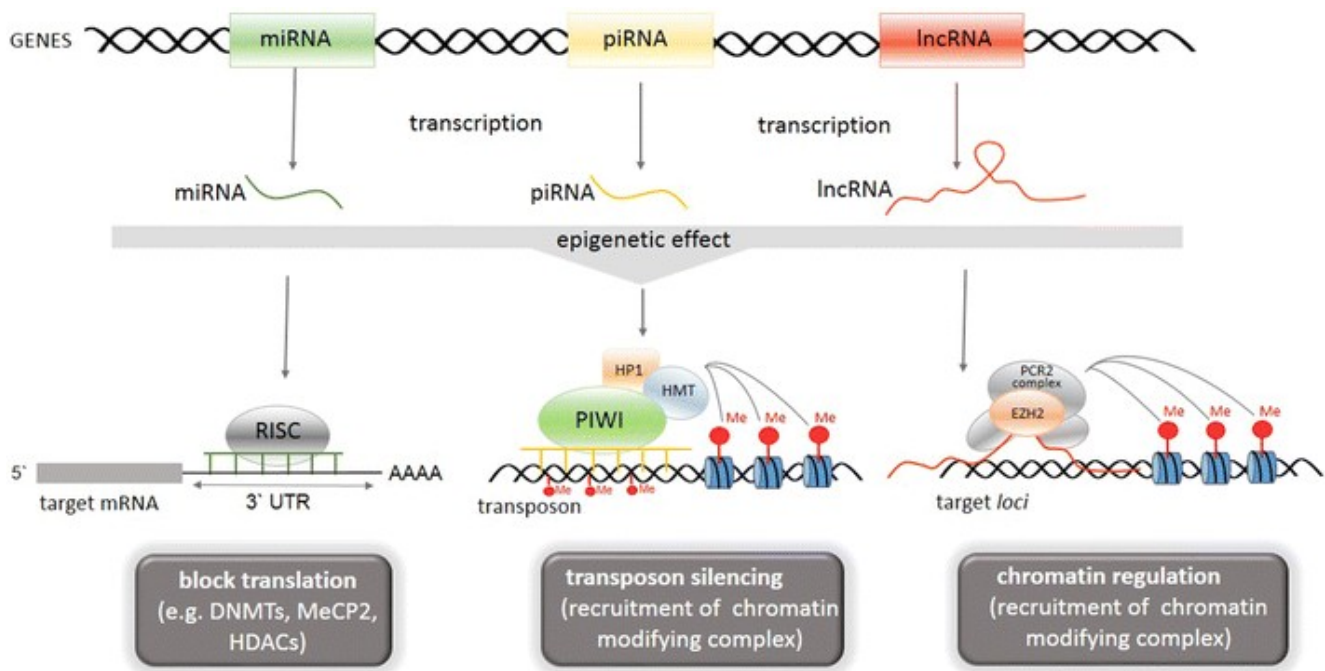 GENES
miRNA
piRNA
lncRNA
transcription
transcription
miRNA
piRNA
lncRNA
epigenetic effect
RISC
5`
AAAA
target mRNA
3` UTR
HP1
HMT
PIWI
Me
Me
Me
Me
Me
Me
transposon
PCR2
complex
EZH2
Me
Me
Me
target loci
block translation
(e.g. DNMTs, MeCP2,
HDACs)
transposon silencing
(recruitment of chromatin
modifying complex)
chromatin regulation
(recruitment of chromatin
modifying complex)